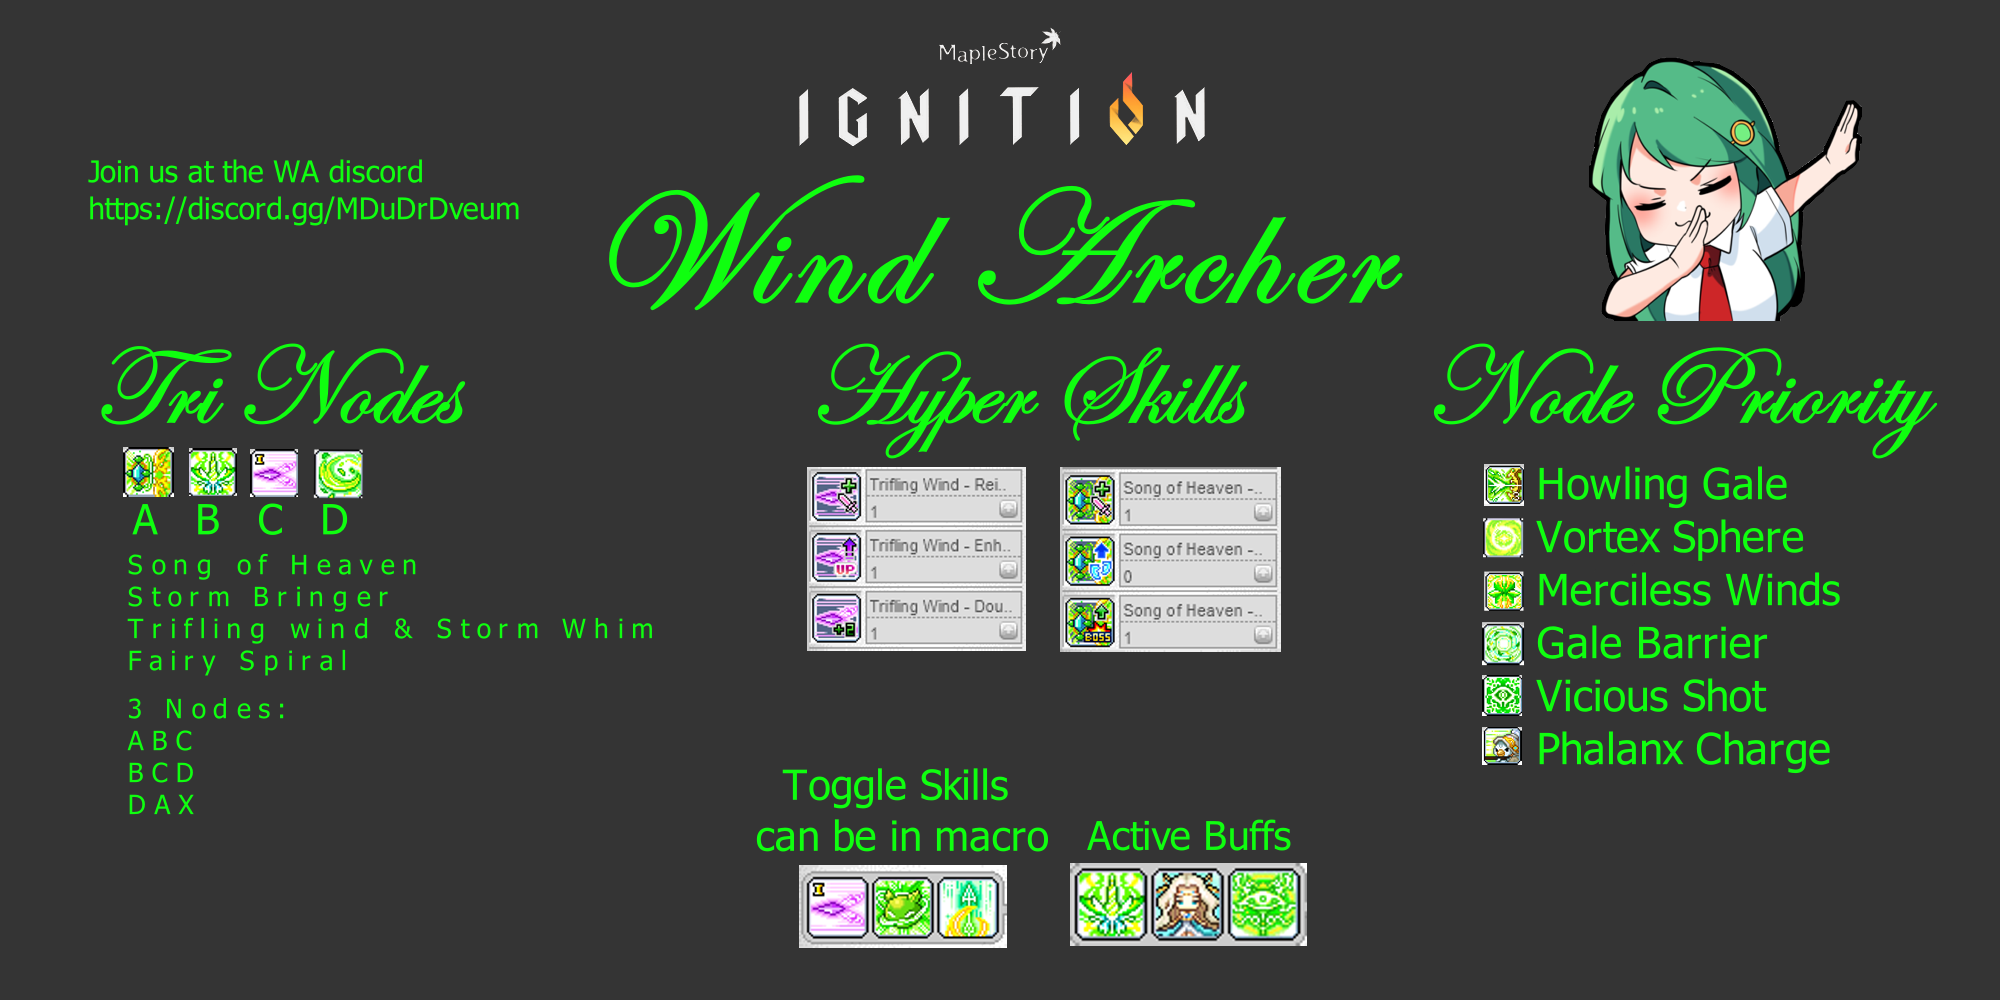 MapleStory
IGNITION
Join us at the WA discord
https://discord.gg/MDuDrDveum
Wind Archer
Tri Nodes
I
A B C D
Song of Heaven
Storm Bringer
Trifling wind & Storm Whim
Fairy Spiral
3 Nodes:
ABC
BCD
DAX
Hyper Skills
Trifling Wind - Rei..
1
UP
Trifling Wind - Enh..
1
+2
Trifling Wind - Dou..
1
Song of Heaven -..
1
Song of Heaven -..
0
BOSS
Song of Heaven -..
1
Node Priority
Howling Gale
Vortex Sphere
Merciless Winds
Gale Barrier
Vicious Shot
Phalanx Charge
Toggle Skills
can be in macro
I
Active Buffs